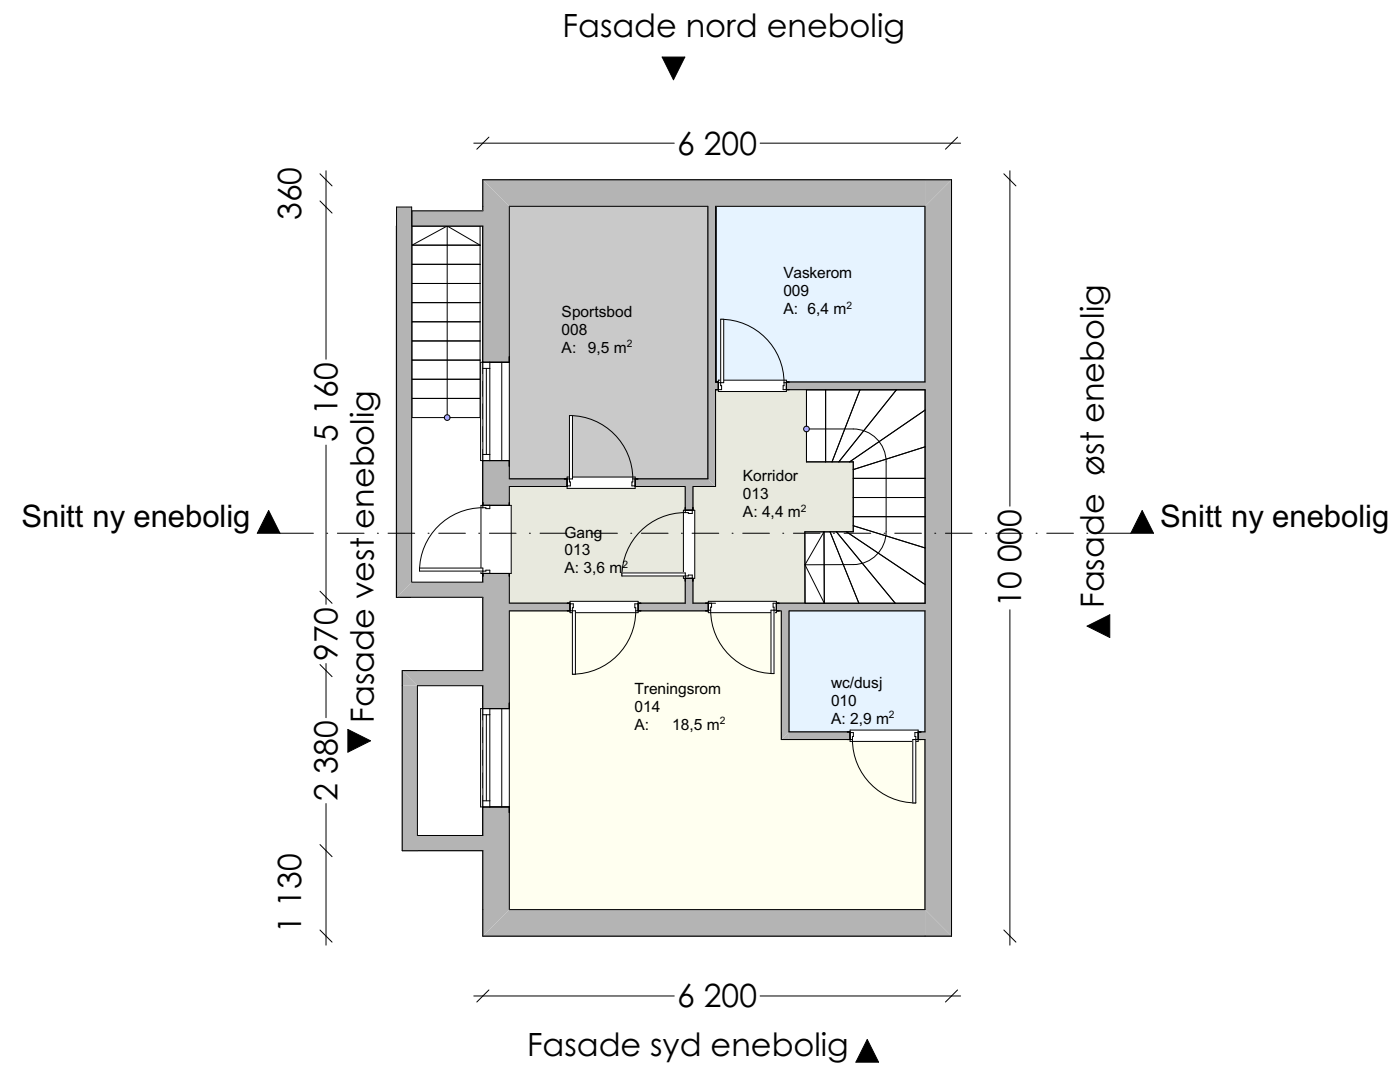 Fasade nord enebolig
6 200
360
5 160
970
2 380
1 130
Fasade vest enebolig
Snitt ny enebolig
Sportsbod
008
A: 9,5 m²
Vaskerom
009
A: 6,4 m²
Korridor
013
A: 4,4 m²
Gang
013
A: 3,6 m²
Treningsrom
014
A: 18,5 m²
wc/dusj
010
A: 2,9 m²
10 000
Fasade øst enebolig
Snitt ny enebolig
6 200
Fasade syd enebolig